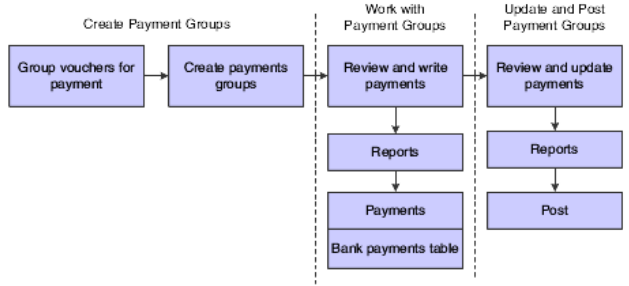 Create Payment Groups
Work with
Payment Groups
Update and Post
Payment Groups
Group vouchers for
payment
Create payments
groups
Review and write
payments
Review and update
payments
Reports
Reports
Payments
Post
Bank payments table